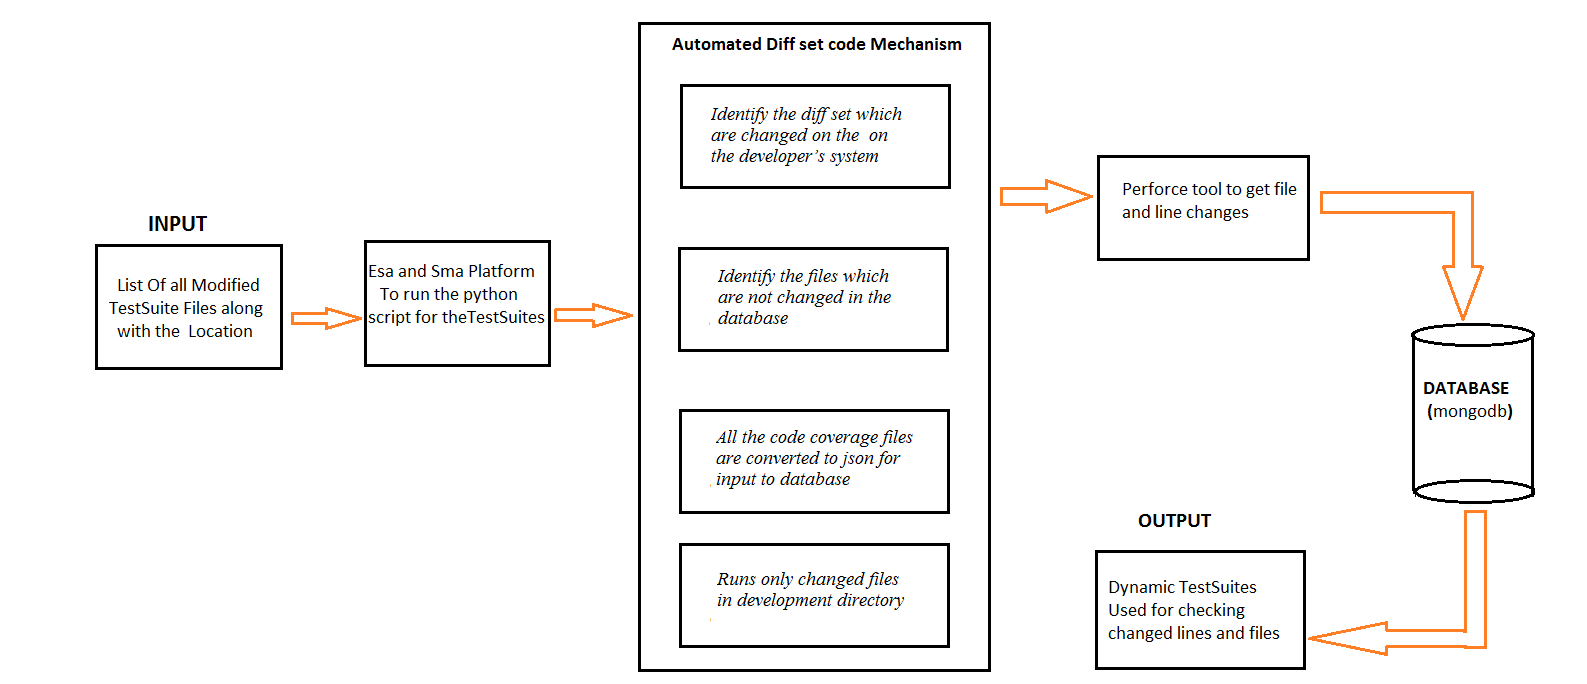 INPUT
List Of all Modified
TestSuite Files along
with the Location
Esa and Sma Platform
To run the python
script for theTestSuites
Automated Diff set code Mechanism
Identify the diff set which
are changed on the on
the developer's system
Identify the files which
are not changed in the
database
All the code coverage files
are converted to json for
input to database
Runs only changed files
in development directory
Perforce tool to get file
and line changes
DATABASE
(mongodb)
OUTPUT
Dynamic TestSuites
Used for checking
changed lines and files